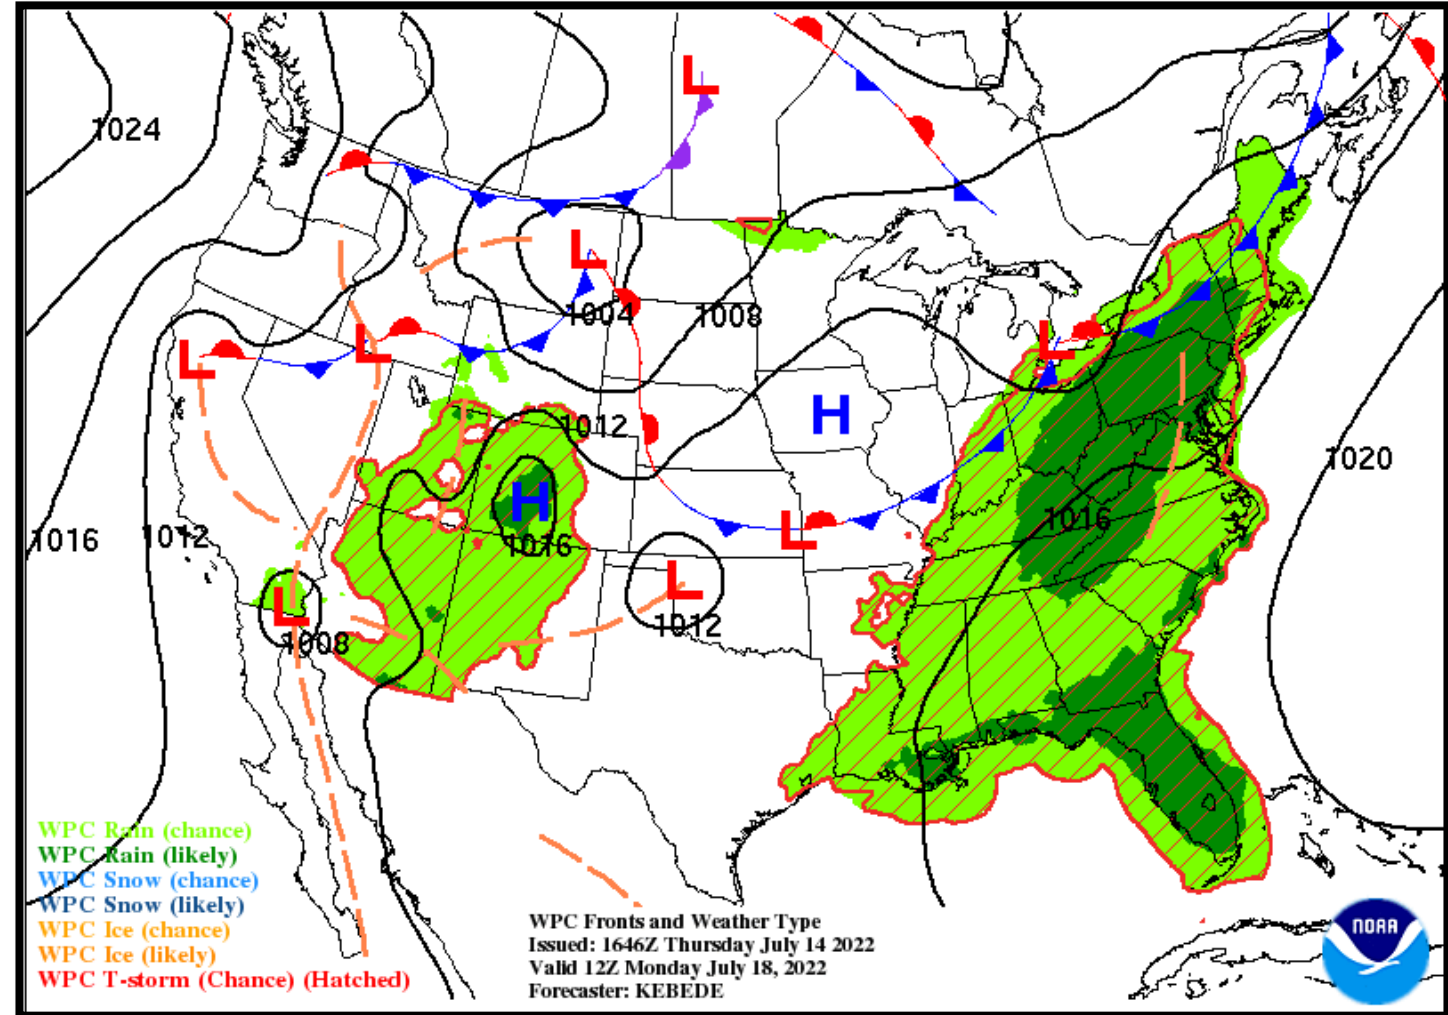 L
1024
L
1004
1008
L
L
L
H
1012
1020
H
1016
1016
L
1016
1012
L
1012
L
1008
WPC Rain (chance)
WPC Rain (likely)
WPC Snow (chance)
WPC Snow (likely)
WPC Ice (chance)
WPC Ice (likely)
WPC T-storm (Chance) (Hatched)
WPC Fronts and Weather Type
Issued: 1646Z Thursday July 14 2022
Valid 12Z Monday July 18, 2022
Forecaster: KEBEDE
NOAA